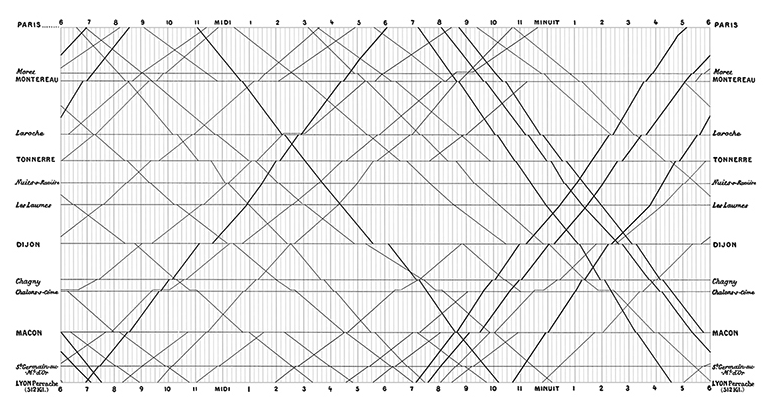 6 7 8 9 10 11 MIDI 1 2 3 4 5 6 7 8 9 10 11 MINUIT 1 2 3 4 5 6
PARIS...... PARIS
Moret Moret
MONTEREAU MONTEREAU
Laroche Laroche
TONNERRE TONNERRE
Nuits-s-Ravière Nuits-s-Ravière
Les Laumes Les Laumes
DIJON DIJON
Chagny Chagny
Chalons-s-Sâone Chalons-s-Sâone
MACON MACON
St Germain-au- St Germain-au-
Mt d'Or Mt d'Or
LYON Perrache LYON Perrache
(512 Kil.) (512 Kil.)
6 7 8 9 10 11 MIDI 1 2 3 4 5 6 7 8 9 10 11 MINUIT 1 2 3 4 5 6